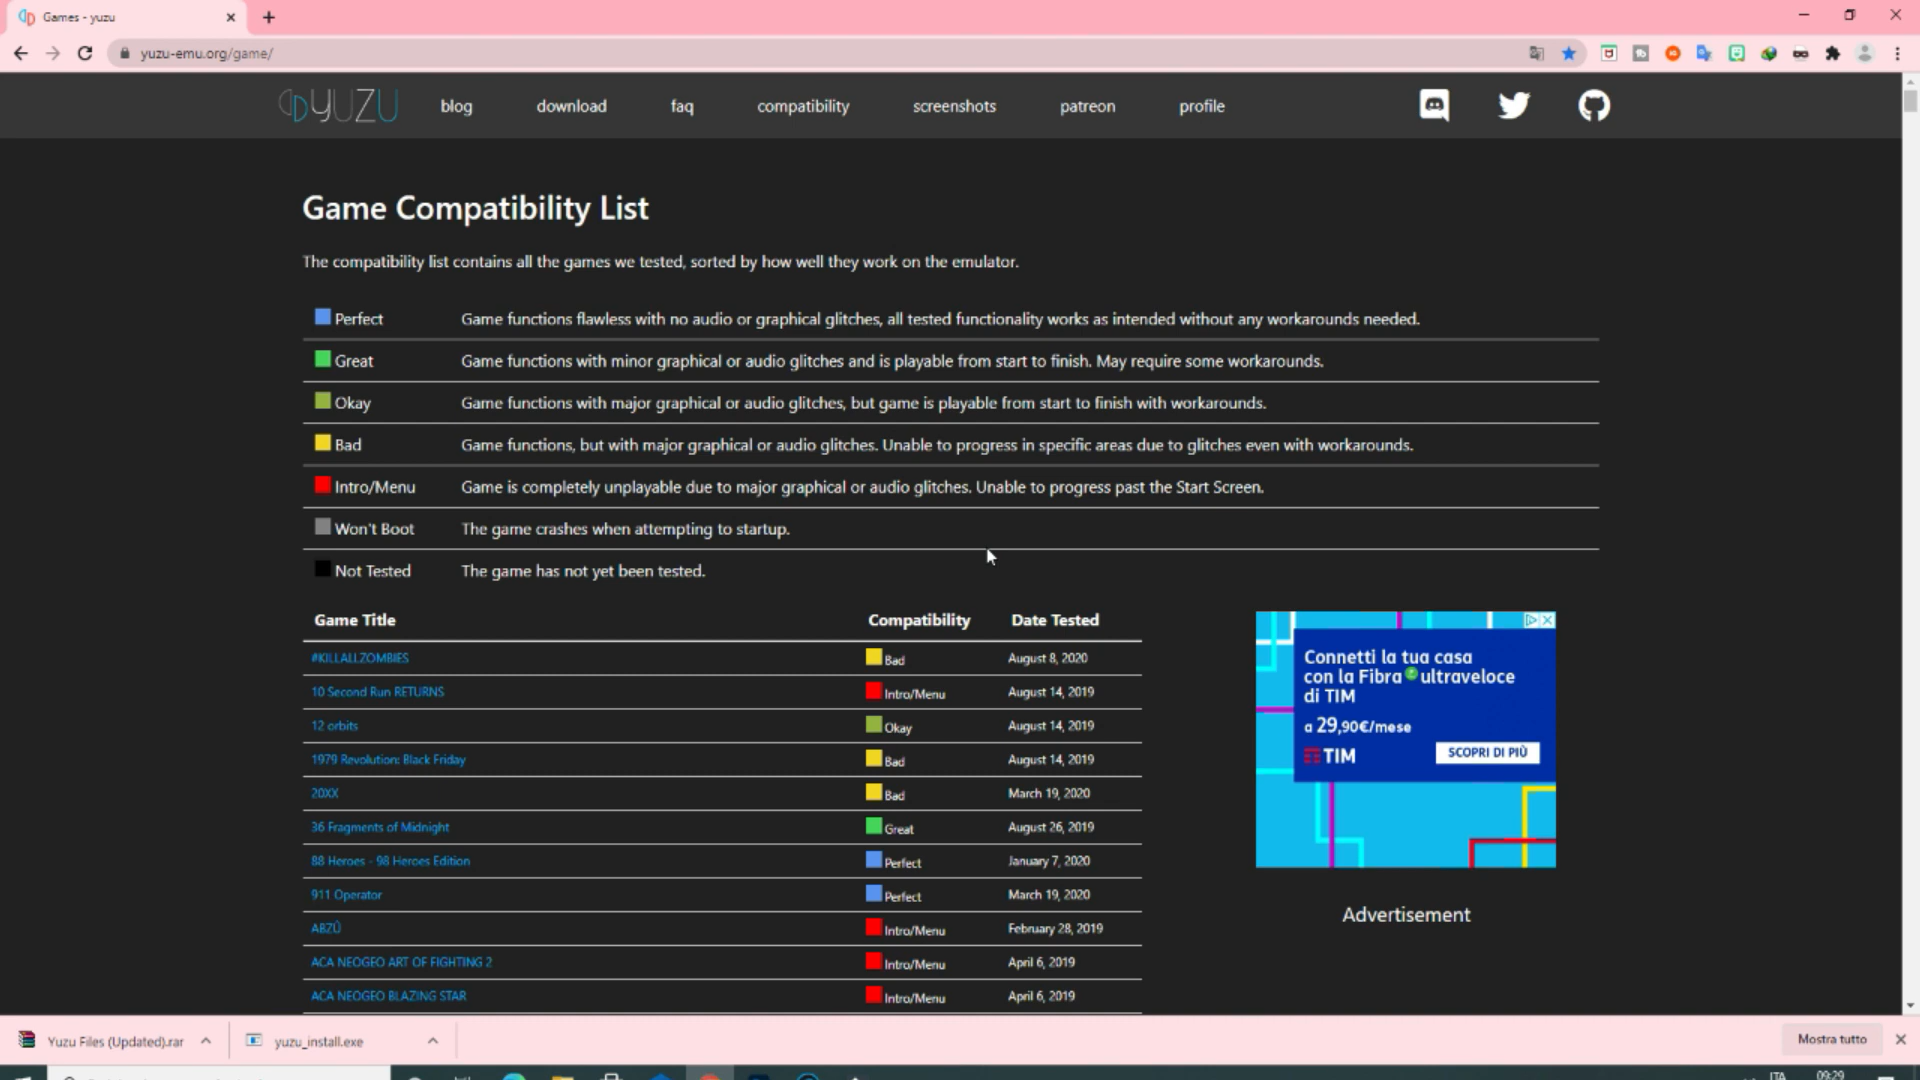 Games - yuzu
yuzu-emu.org/game/
YUZU
blog
download
faq
compatibility
screenshots
patreon
profile
Game Compatibility List
The compatibility list contains all the games we tested, sorted by how well they work on the emulator.
Perfect Game functions flawless with no audio or graphical glitches, all tested functionality works as intended without any workarounds needed.
Great Game functions with minor graphical or audio glitches and is playable from start to finish. May require some workarounds.
Okay Game functions with major graphical or audio glitches, but game is playable from start to finish with workarounds.
Bad Game functions, but with major graphical or audio glitches. Unable to progress in specific areas due to glitches even with workarounds.
Intro/Menu Game is completely unplayable due to major graphical or audio glitches. Unable to progress past the Start Screen.
Won't Boot The game crashes when attempting to startup.
Not Tested The game has not yet been tested.
Game Title Compatibility Date Tested
#KILLALLZOMBIES Bad August 8, 2020
10 Second Run RETURNS Intro/Menu August 14, 2019
12 orbits Okay August 14, 2019
1979 Revolution: Black Friday Bad August 14, 2019
20XX Bad March 19, 2020
36 Fragments of Midnight Great August 26, 2019
88 Heroes - 98 Heroes Edition Perfect January 7, 2020
911 Operator Perfect March 19, 2020
ABZÛ Intro/Menu February 28, 2019
ACA NEOGEO ART OF FIGHTING 2 Intro/Menu April 6, 2019
ACA NEOGEO BLAZING STAR Intro/Menu April 6, 2019
Connetti la tua casa
con la Fibra ultraveloce
di TIM
a 29,90€/mese
TIM
SCOPRI DI PIÙ
Advertisement
Yuzu Files (Updated).rar
yuzu_install.exe
Mostra tutto
ITA
09:29